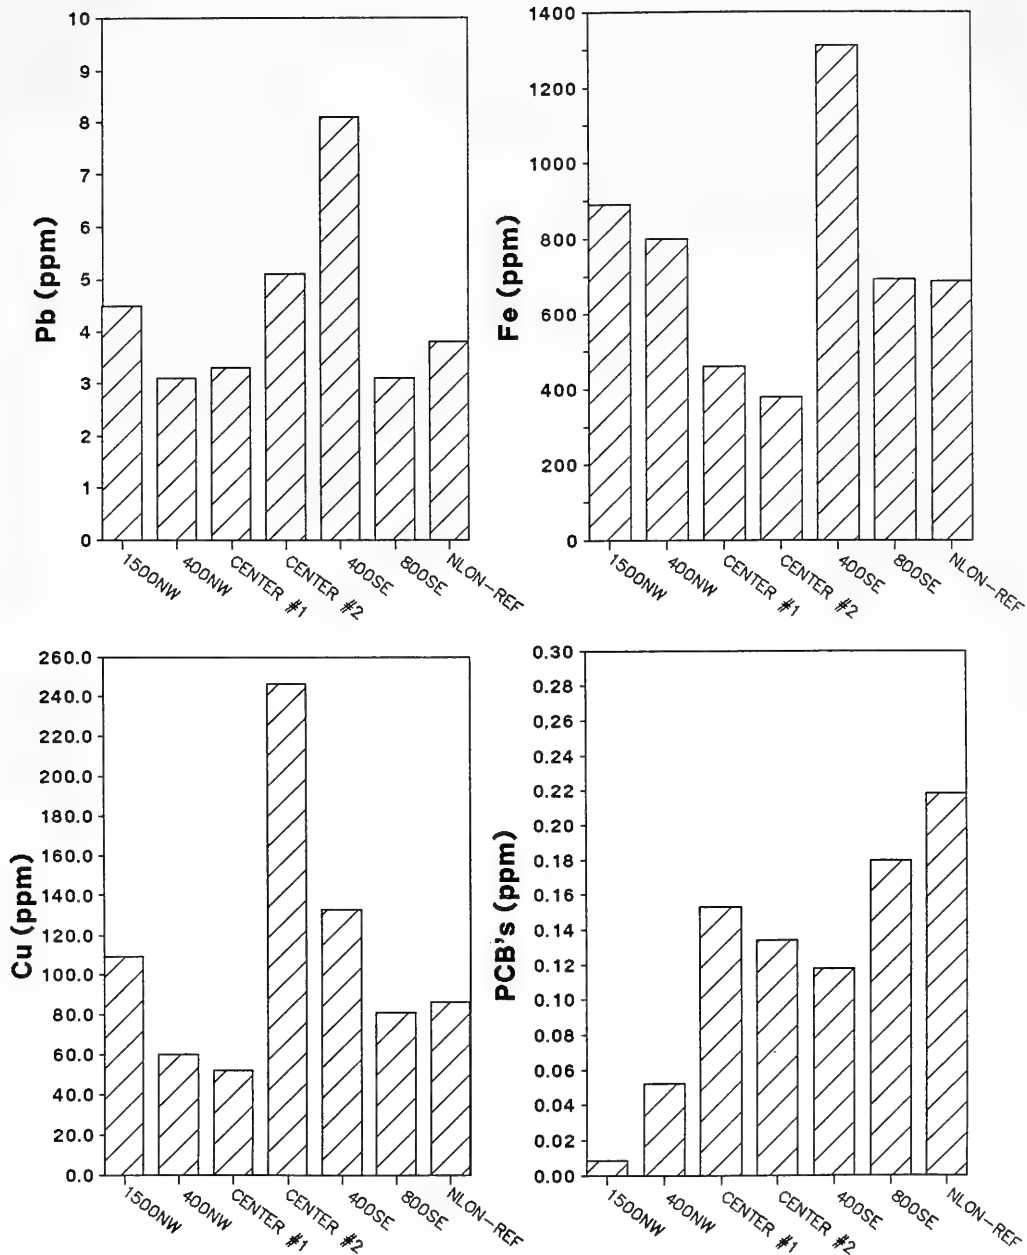 10
9
8
7
6
5
4
3
2
1
0
Pb (ppm)
1500NW
400NW
CENTER #1
CENTER #2
400SE
800SE
NLON-REF
1400
1200
1000
800
600
400
200
0
Fe (ppm)
1500NW
400NW
CENTER #1
CENTER #2
400SE
800SE
NLON-REF
260.0
240.0
220.0
200.0
180.0
160.0
140.0
120.0
100.0
80.0
60.0
40.0
20.0
0.0
Cu (ppm)
1500NW
400NW
CENTER #1
CENTER #2
400SE
800SE
NLON-REF
0.30
0.28
0.26
0.24
0.22
0.20
0.18
0.16
0.14
0.12
0.10
0.08
0.06
0.04
0.02
0.00
PCB's (ppm)
1500NW
400NW
CENTER #1
CENTER #2
400SE
800SE
NLON-REF